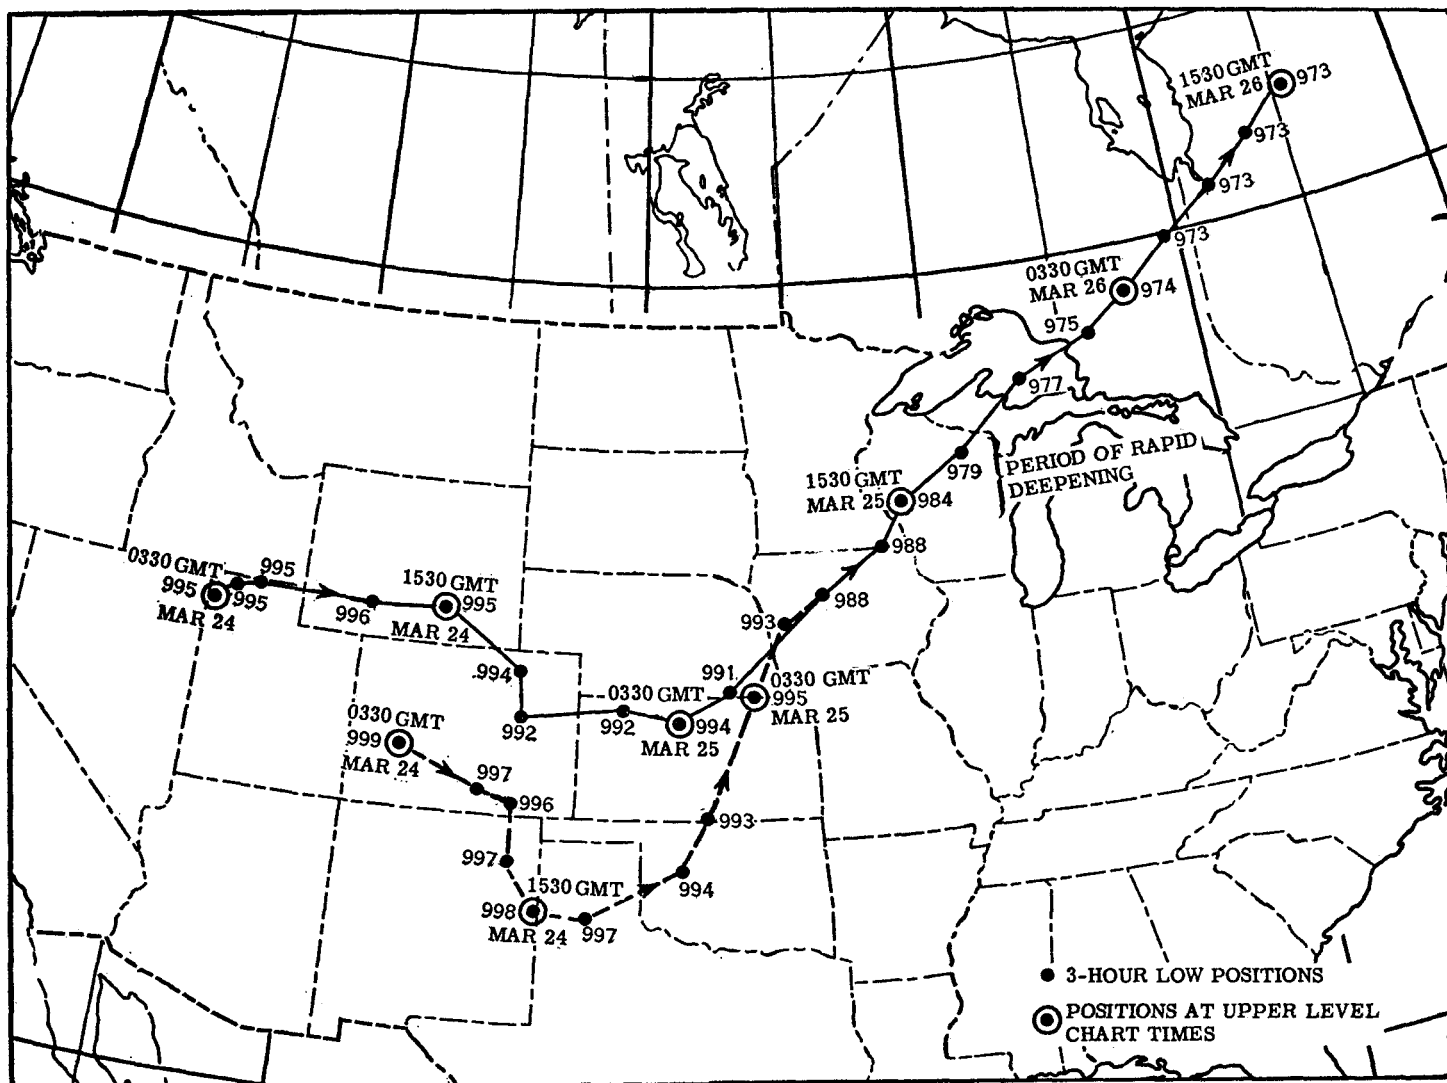 1530 GMT
MAR 26
973
973
973
973
0330 GMT
MAR 26
974
975
977
PERIOD OF RAPID
DEEPENING
979
1530 GMT
MAR 25
984
988
988
993
0330 GMT
995
995
995
MAR 24
996
1530 GMT
995
MAR 24
994
992
992
0330 GMT
994
MAR 25
991
0330 GMT
995
MAR 25
0330 GMT
999
MAR 24
997
996
997
1530 GMT
998
MAR 24
997
994
993
3-HOUR LOW POSITIONS
POSITIONS AT UPPER LEVEL
CHART TIMES